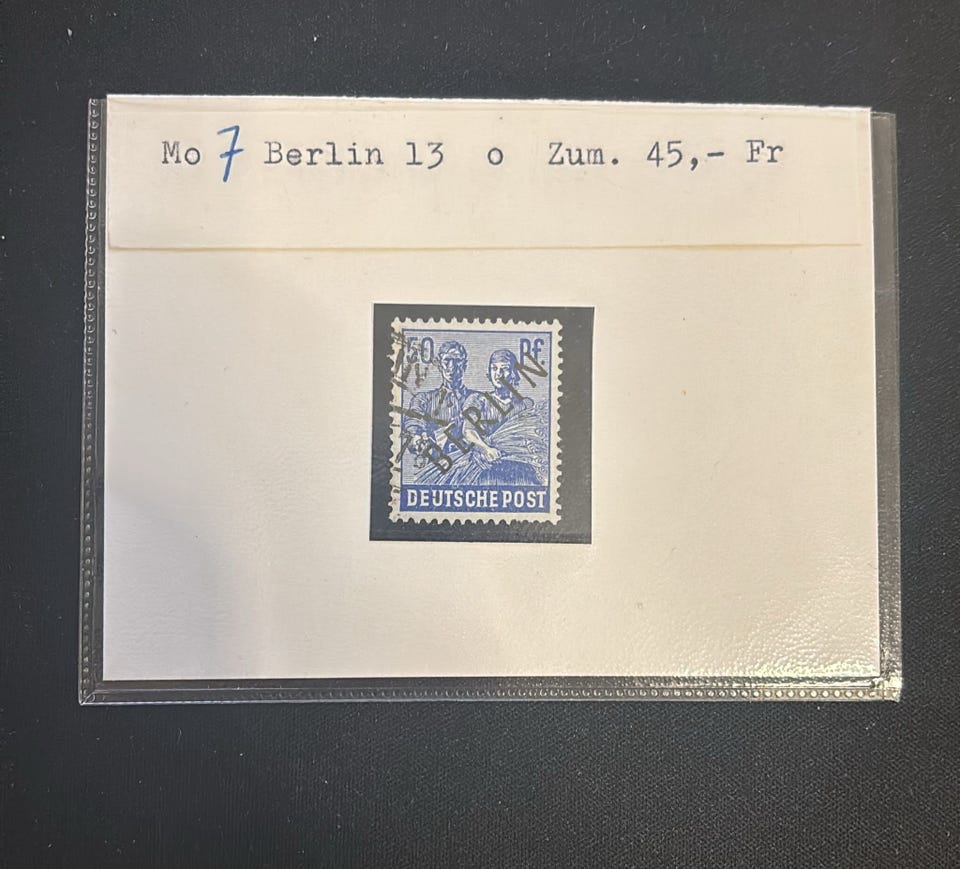 Mo 7 Berlin 13 o Zum. 45,- Fr
50 Pf
BERLIN
DEUTSCHE POST